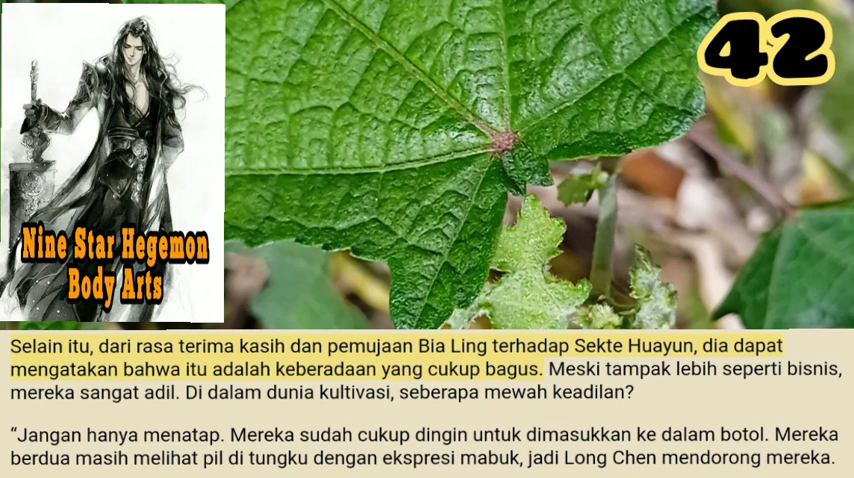 42
Nine Star Hegemon
Body Arts
Selain itu, dari rasa terima kasih dan pemujaan Bia Ling terhadap Sekte Huayun, dia dapat
mengatakan bahwa itu adalah keberadaan yang cukup bagus. Meski tampak lebih seperti bisnis,
mereka sangat adil. Di dalam dunia kultivasi, seberapa mewah keadilan?
“Jangan hanya menatap. Mereka sudah cukup dingin untuk dimasukkan ke dalam botol. Mereka
berdua masih melihat pil di tungku dengan ekspresi mabuk, jadi Long Chen mendorong mereka.